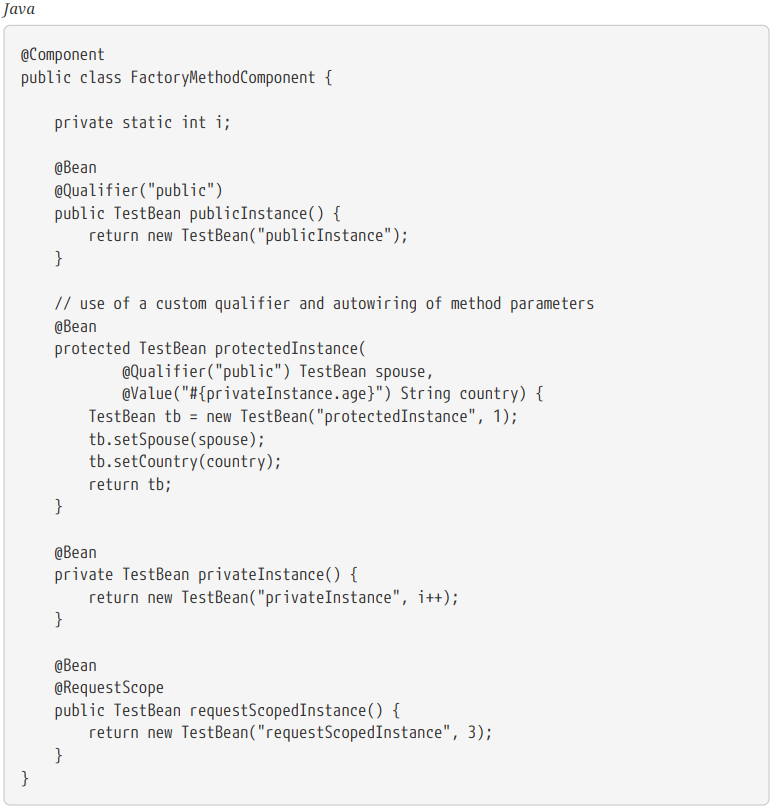 Java
@Component
public class FactoryMethodComponent {
    private static int i;
    @Bean
    @Qualifier("public")
    public TestBean publicInstance() {
        return new TestBean("publicInstance");
    }
    // use of a custom qualifier and autowiring of method parameters
    @Bean
    protected TestBean protectedInstance(
            @Qualifier("public") TestBean spouse,
            @Value("#{privateInstance.age}") String country) {
        TestBean tb = new TestBean("protectedInstance", 1);
        tb.setSpouse(spouse);
        tb.setCountry(country);
        return tb;
    }
    @Bean
    private TestBean privateInstance() {
        return new TestBean("privateInstance", i++);
    }
    @Bean
    @RequestScope
    public TestBean requestScopedInstance() {
        return new TestBean("requestScopedInstance", 3);
    }
}